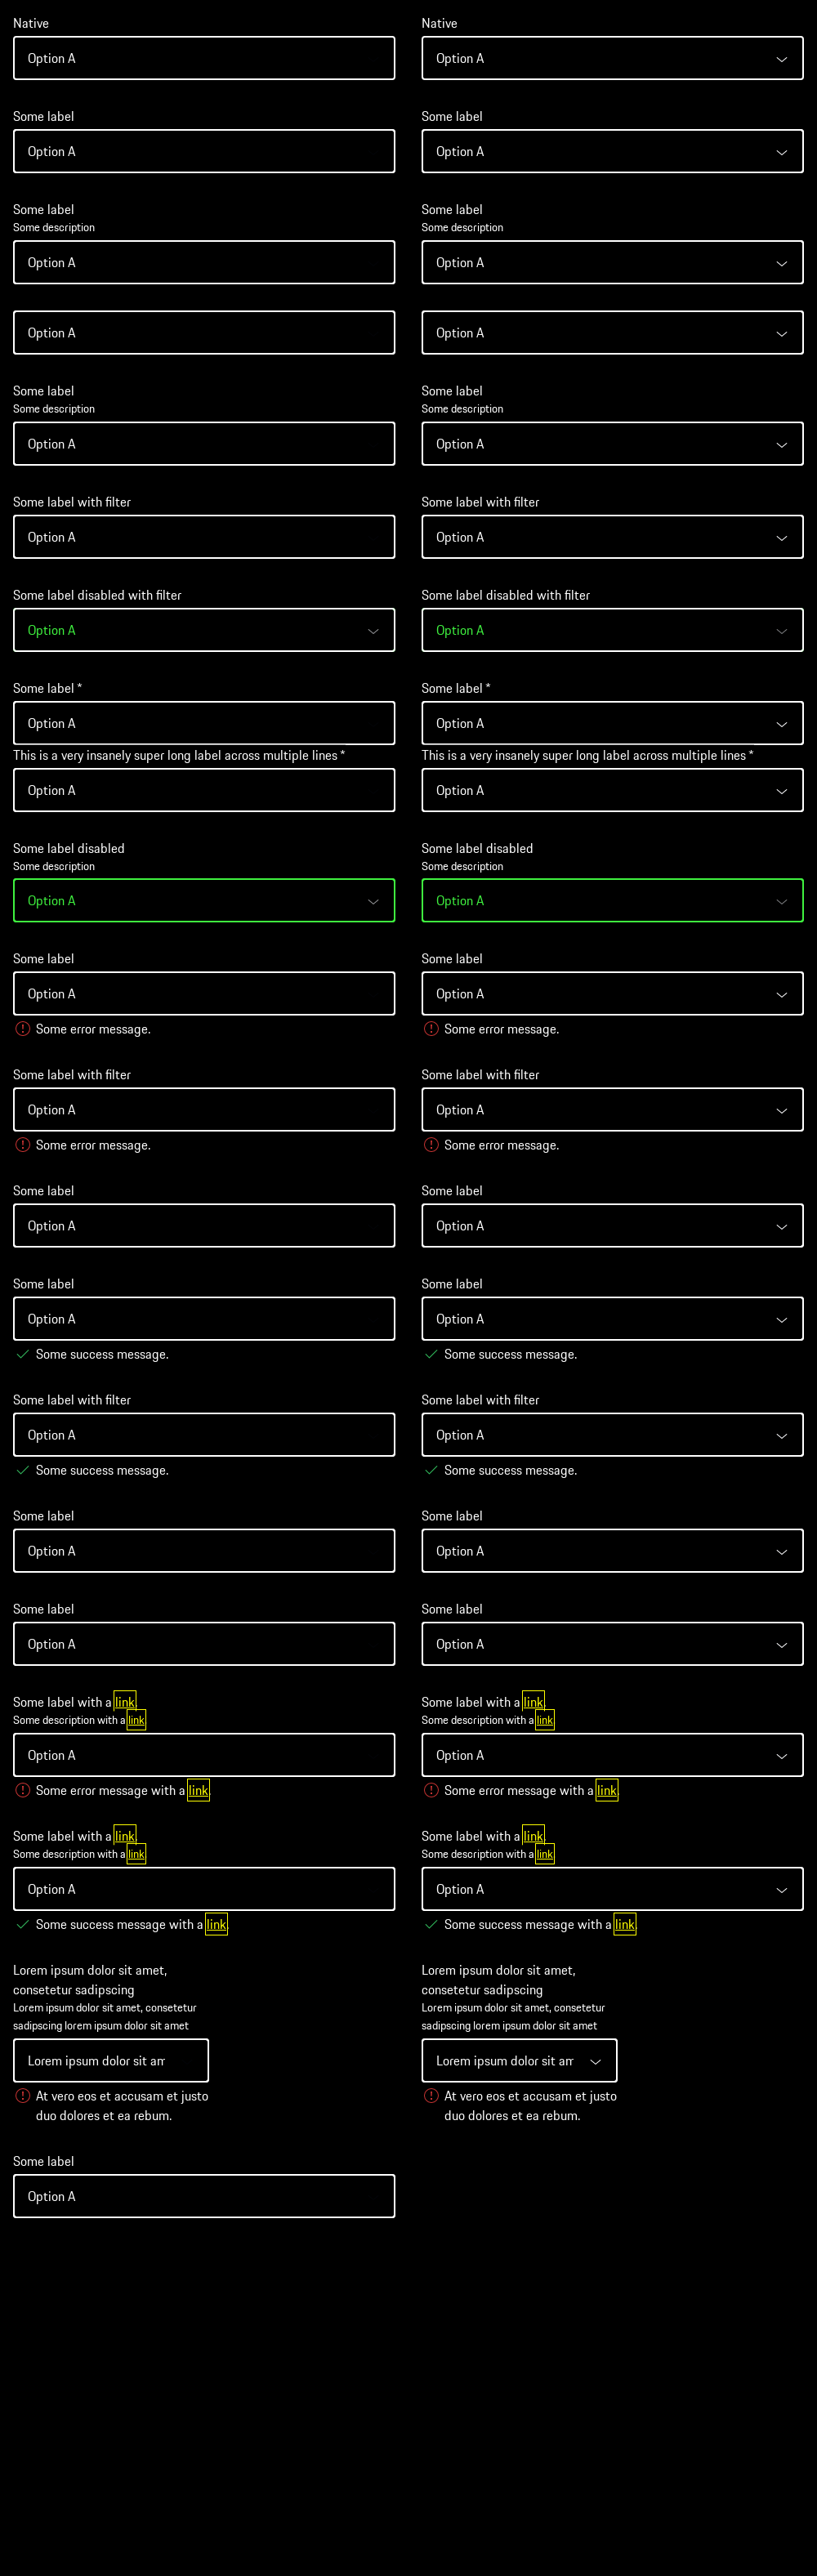 Native
Option A
Some label
Option A
Some label
Some description
Option A
Option A
Some label
Some description
Option A
Some label with filter
Option A
Some label disabled with filter
Option A
Some label *
Option A
This is a very insanely super long label across multiple lines *
Option A
Some label disabled
Some description
Option A
Some label
Option A
Some error message.
Some label with filter
Option A
Some error message.
Some label
Option A
Some label
Option A
Some success message.
Some label with filter
Option A
Some success message.
Some label
Option A
Some label
Option A
Some label with a link.
Some description with a link.
Option A
Some error message with a link.
Some label with a link.
Some description with a link.
Option A
Some success message with a link.
Lorem ipsum dolor sit amet,
consetetur sadipscing
Lorem ipsum dolor sit amet, consetetur
sadipscing lorem ipsum dolor sit amet
Lorem ipsum dolor sit am
At vero eos et accusam et justo
duo dolores et ea rebum.
Some label
Option A
Native
Option A
Some label
Option A
Some label
Some description
Option A
Option A
Some label
Some description
Option A
Some label with filter
Option A
Some label disabled with filter
Option A
Some label *
Option A
This is a very insanely super long label across multiple lines *
Option A
Some label disabled
Some description
Option A
Some label
Option A
Some error message.
Some label with filter
Option A
Some error message.
Some label
Option A
Some label
Option A
Some success message.
Some label with filter
Option A
Some success message.
Some label
Option A
Some label
Option A
Some label with a link.
Some description with a link.
Option A
Some error message with a link.
Some label with a link.
Some description with a link.
Option A
Some success message with a link.
Lorem ipsum dolor sit amet,
consetetur sadipscing
Lorem ipsum dolor sit amet, consetetur
sadipscing lorem ipsum dolor sit amet
Lorem ipsum dolor sit am
At vero eos et accusam et justo
duo dolores et ea rebum.